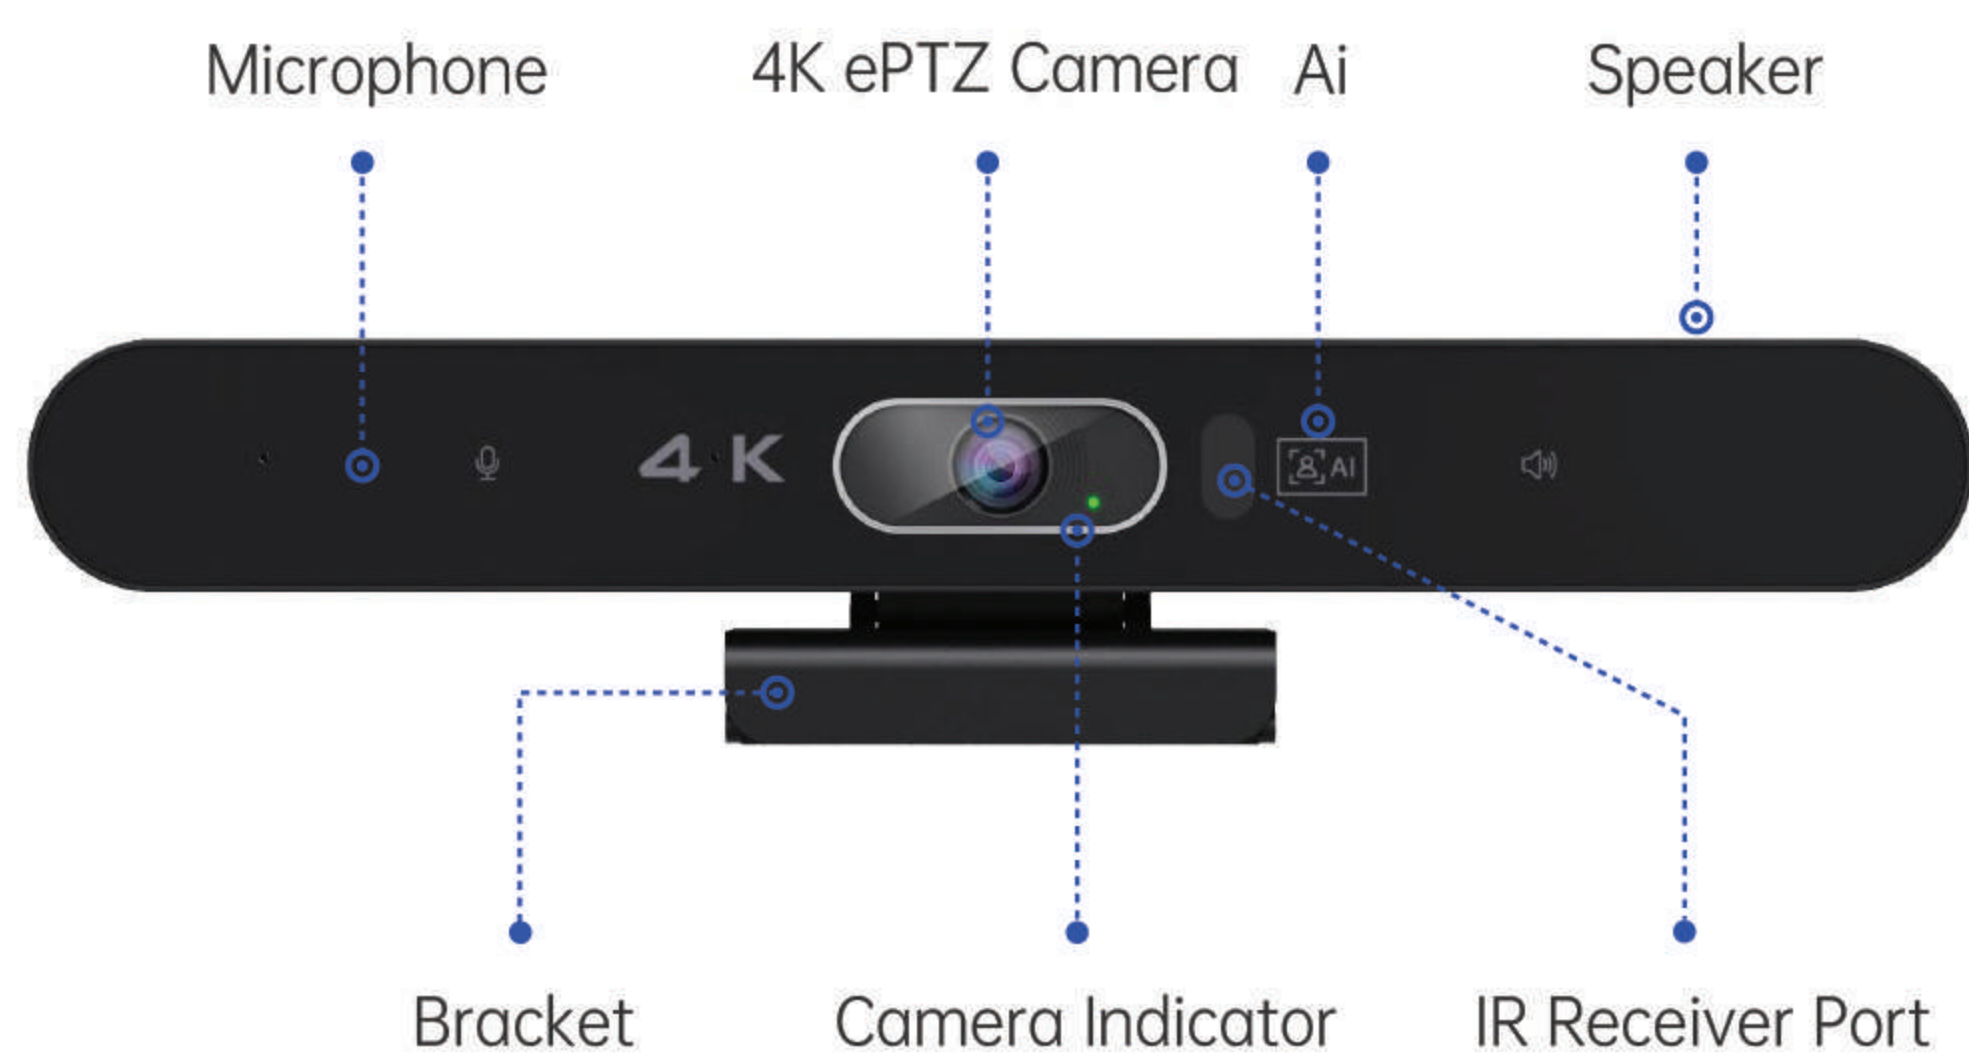 Microphone
4K ePTZ Camera
Ai
Speaker
4K
AI
Bracket
Camera Indicator
IR Receiver Port